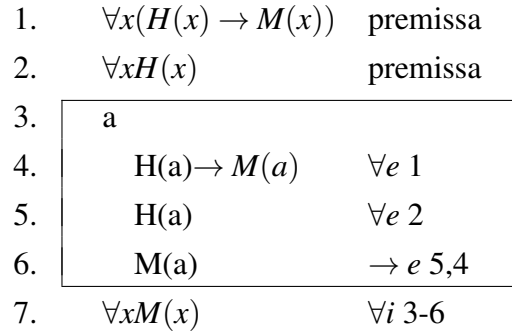 1. ∀x(H(x) → M(x)) premissa
2. ∀xH(x) premissa
3. a
4. H(a)→ M(a) ∀e 1
5. H(a) ∀e 2
6. M(a) → e 5,4
7. ∀xM(x) ∀i 3-6